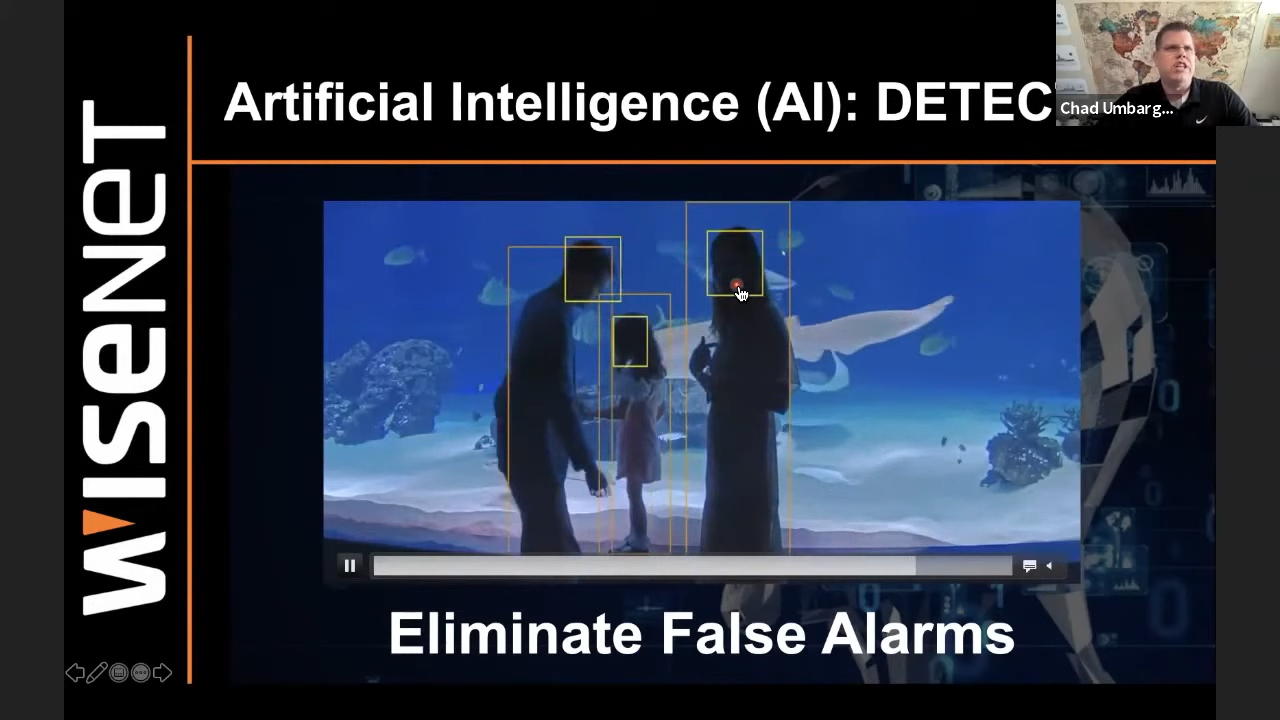 Artificial Intelligence (AI): DETEC
Chad Umbarg...
WISENET
Eliminate False Alarms